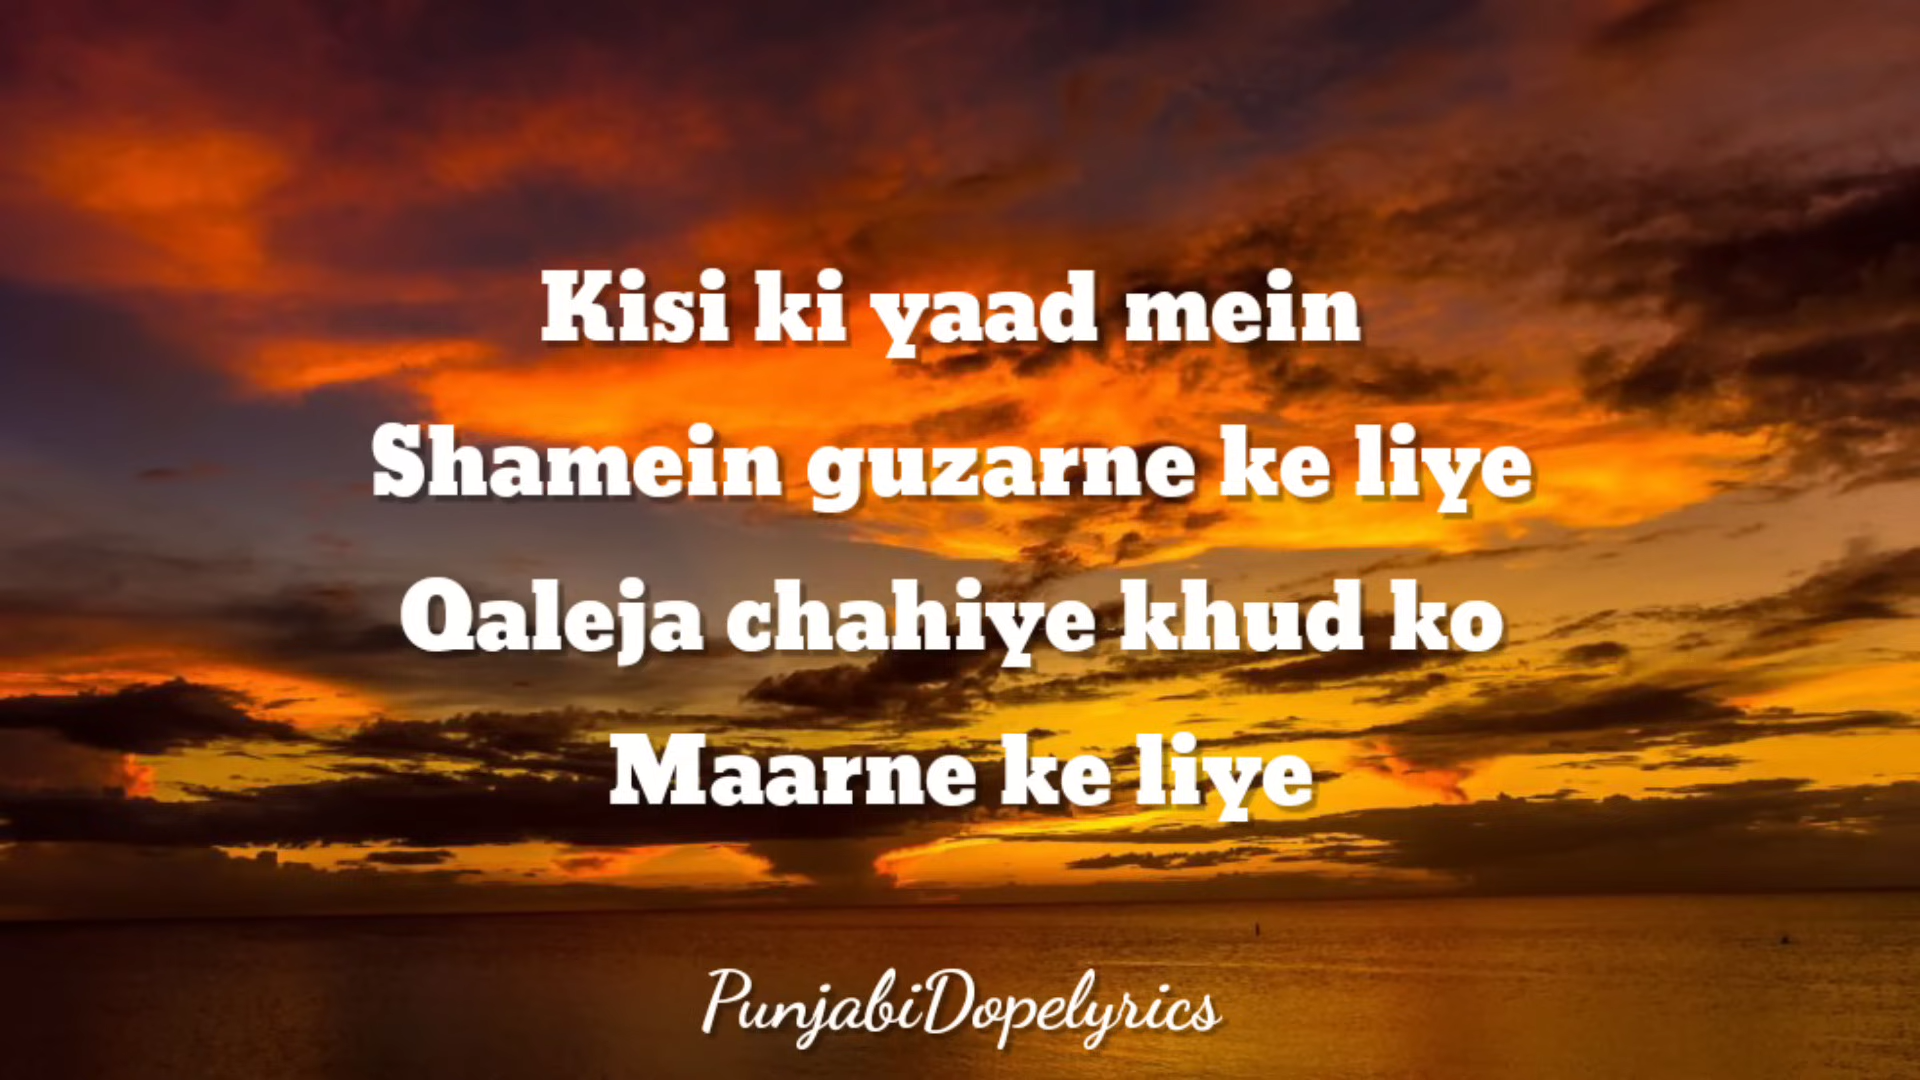 Kisi ki yaad mein
Shamein guzarne ke liye
Qaleja chahiye khud ko
Maarne ke liye
PunjabiDopelyrics